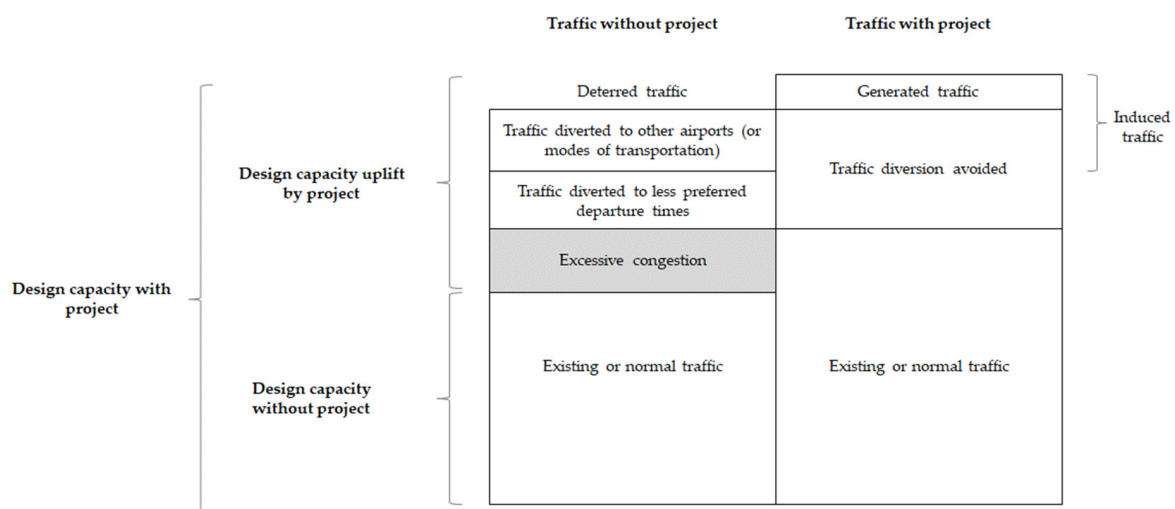 Traffic without project
Traffic with project
Deterred traffic
Generated traffic
Induced
traffic
Traffic diverted to other airports (or
modes of transportation)
Traffic diversion avoided
Design capacity uplift
by project
Traffic diverted to less preferred
departure times
Excessive congestion
Design capacity with
project
Existing or normal traffic
Existing or normal traffic
Design capacity
without project